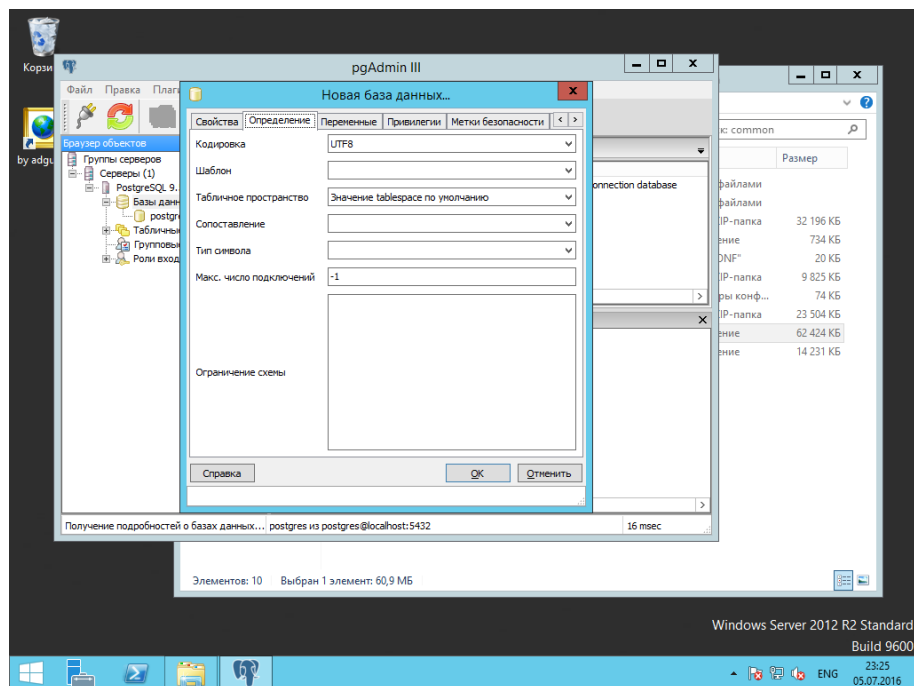 Корзи
by adgu
pgAdmin III
Файл Правка Плаги
Браузер объектов
Группы серверов
Серверы (1)
PostgreSQL 9.
Базы данн
postgre
Табличны
Групповы
Роли вход
Новая база данных...
Свойства Определение Переменные Привилегии Метки безопасности
Кодировка UTF8
Шаблон
Табличное пространство Значение tablespace по умолчанию
Сопоставление
Тип символа
Макс. число подключений -1
Ограничение схемы
Справка OK Отменить
onnection database
Получение подробностей о базах данных... postgres из postgres@localhost:5432 16 msec
к: common
Размер
файлами
файлами
IP-папка 32 196 КБ
ение 734 КБ
ONF" 20 КБ
IP-папка 9 825 КБ
ры конф... 74 КБ
IP-папка 23 504 КБ
ение 62 424 КБ
ение 14 231 КБ
Элементов: 10 Выбран 1 элемент: 60,9 МБ
Windows Server 2012 R2 Standard
Build 9600
ENG
23:25
05.07.2016